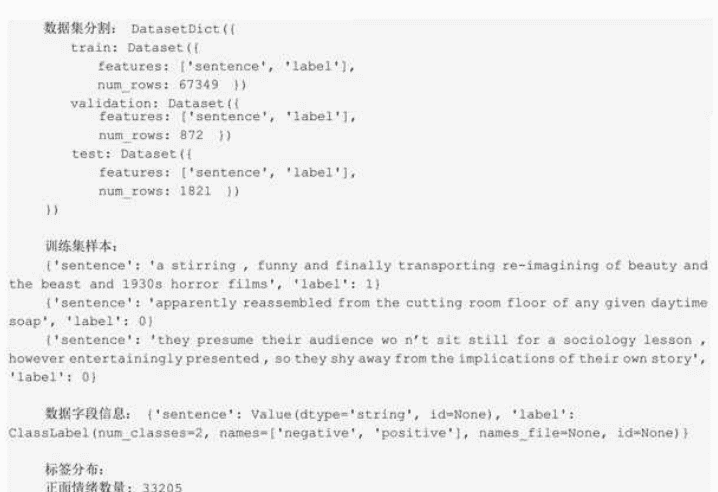 数据集分割： DatasetDict({
train: Dataset({
features: ['sentence', 'label'],
num_rows: 67349 })
validation: Dataset({
features: ['sentence', 'label'],
num_rows: 872 })
test: Dataset({
features: ['sentence', 'label'],
num_rows: 1821 })
})
训练集样本：
{'sentence': 'a stirring , funny and finally transporting re-imagining of beauty and
the beast and 1930s horror films', 'label': 1}
{'sentence': 'apparently reassembled from the cutting room floor of any given daytime
soap', 'label': 0}
{'sentence': 'they presume their audience wo n't sit still for a sociology lesson ,
however entertainingly presented , so they shy away from the implications of their own story',
'label': 0}
数据字段信息： {'sentence': Value(dtype='string', id=None), 'label':
ClassLabel(num_classes=2, names=['negative', 'positive'], names_file=None, id=None)}
标签分布：
正面情绪数量： 33205